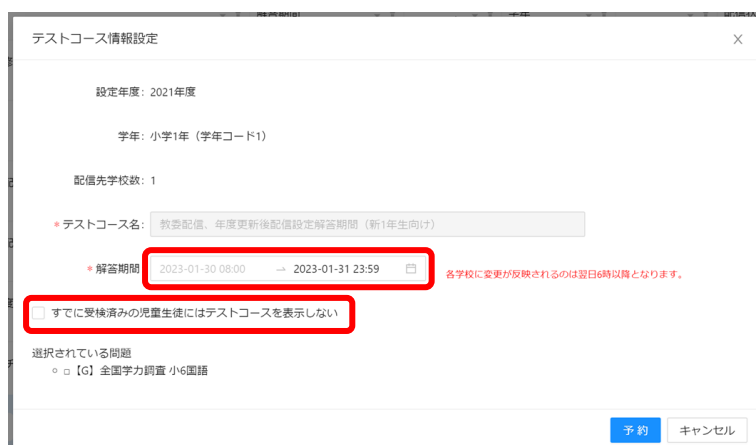 解答期間
学年
テストコース情報設定
設定年度: 2021年度
学年: 小学1年（学年コード1）
配信先学校数: 1
* テストコース名: 教委配信、年度更新後配信設定解答期間（新1年生向け）
* 解答期間 2023-01-30 08:00 → 2023-01-31 23:59 各学校に変更が反映されるのは翌日6時以降となります。
すでに受検済みの児童生徒にはテストコースを表示しない
選択されている問題
○ □【G】全国学力調査 小6国語
予約 キャンセル